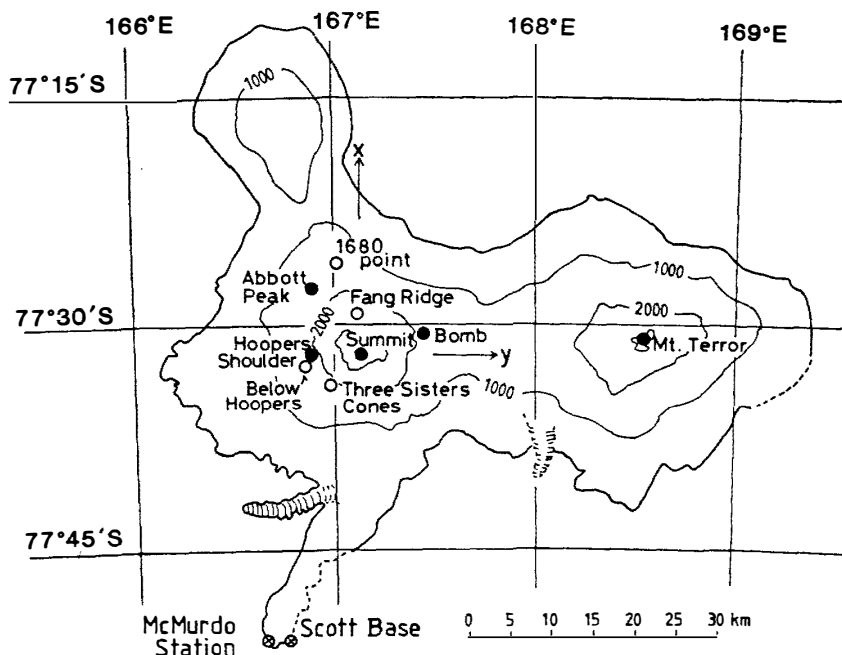 166°E
167°E
168°E
169°E
77°15'S
1000
x
1680
point
Abbott
Peak
1000
Fang Ridge
2000
77°30'S
2000
Hoopers
Shoulder
Summit
Bomb
Mt. Terror
y
Below
Hoopers
Three Sisters
Cones
1000
77°45'S
McMurdo
Station
Scott Base
0 5 10 15 20 25 30 km